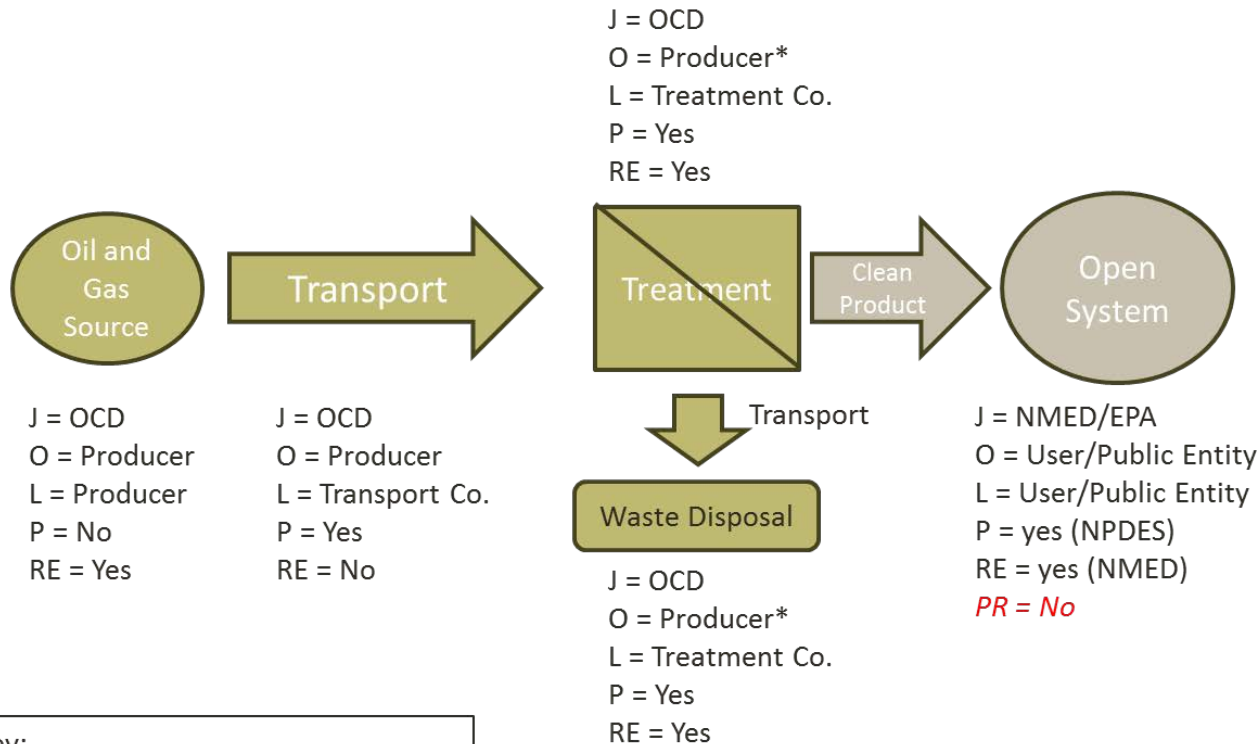 J = OCD
O = Producer*
L = Treatment Co.
P = Yes
RE = Yes
Oil and
Gas
Source
Transport
Treatment
Clean
Product
Open
System
J = OCD
O = Producer
L = Producer
P = No
RE = Yes
J = OCD
O = Producer
L = Transport Co.
P = Yes
RE = No
Transport
Waste Disposal
J = OCD
O = Producer*
L = Treatment Co.
P = Yes
RE = Yes
J = NMED/EPA
O = User/Public Entity
L = User/Public Entity
P = yes (NPDES)
RE = yes (NMED)
PR = No